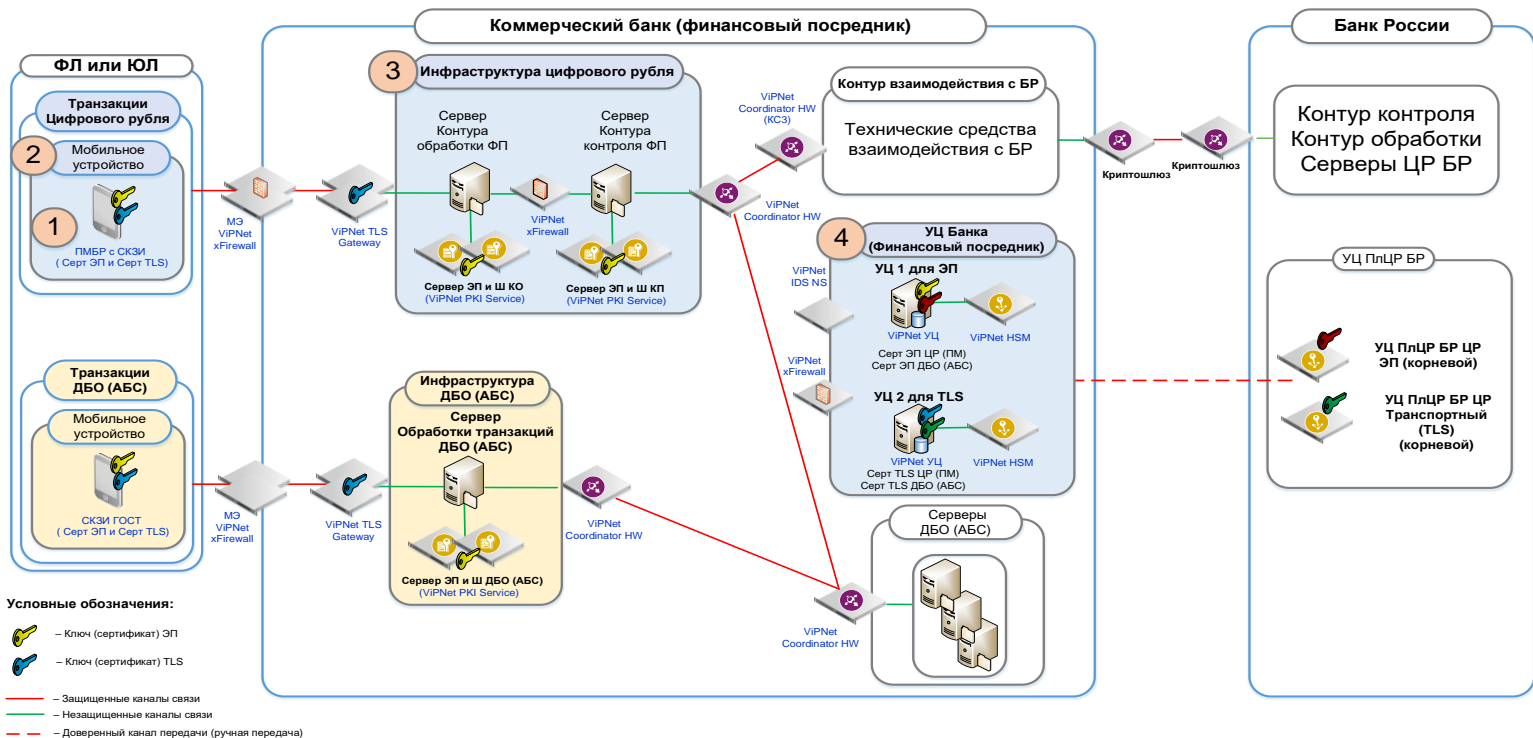 Коммерческий банк (финансовый посредник)
Банк России
ФЛ или ЮЛ
Транзакции
Цифрового рубля
2
Мобильное
устройство
1
ПМБР с СКЗИ
( Серт ЭП и Серт TLS)
МЭ
ViPNet
xFirewall
ViPNet TLS
Gateway
3
Инфраструктура цифрового рубля
Сервер
Контура
обработки ФП
Сервер
Контура
контроля ФП
ViPNet
xFirewall
Сервер ЭП и Ш КО
(ViPNet PKI Service)
Сервер ЭП и Ш КП
(ViPNet PKI Service)
ViPNet
Coordinator HW
ViPNet
Coordinator HW
(КС3)
Контур взаимодействия с БР
Технические средства
взаимодействия с БР
Криптошлюз
Криптошлюз
Контур контроля
Контур обработки
Серверы ЦР БР
4
УЦ Банка
(Финансовый посредник)
ViPNet
IDS NS
УЦ 1 для ЭП
ViPNet УЦ
ViPNet HSM
Серт ЭП ЦР (ПМ)
Серт ЭП ДБО (АБС)
ViPNet
xFirewall
УЦ 2 для TLS
ViPNet УЦ
ViPNet HSM
Серт TLS ЦР (ПМ)
Серт TLS ДБО (АБС)
УЦ ПлЦР БР
УЦ ПлЦР БР ЦР
ЭП (корневой)
УЦ ПлЦР БР ЦР
Транспортный
(TLS)
(корневой)
Транзакции
ДБО (АБС)
Мобильное
устройство
СКЗИ ГОСТ
( Серт ЭП и Серт TLS)
МЭ
ViPNet
xFirewall
ViPNet TLS
Gateway
Инфраструктура
ДБО (АБС)
Сервер
Обработки транзакций
ДБО (АБС)
Сервер ЭП и Ш ДБО (АБС)
(ViPNet PKI Service)
ViPNet
Coordinator HW
ViPNet
Coordinator HW
Серверы
ДБО (АБС)
Условные обозначения:
– Ключ (сертификат) ЭП
– Ключ (сертификат) TLS
– Защищенные каналы связи
– Незащищенные каналы связи
– Доверенный канал передачи (ручная передача)